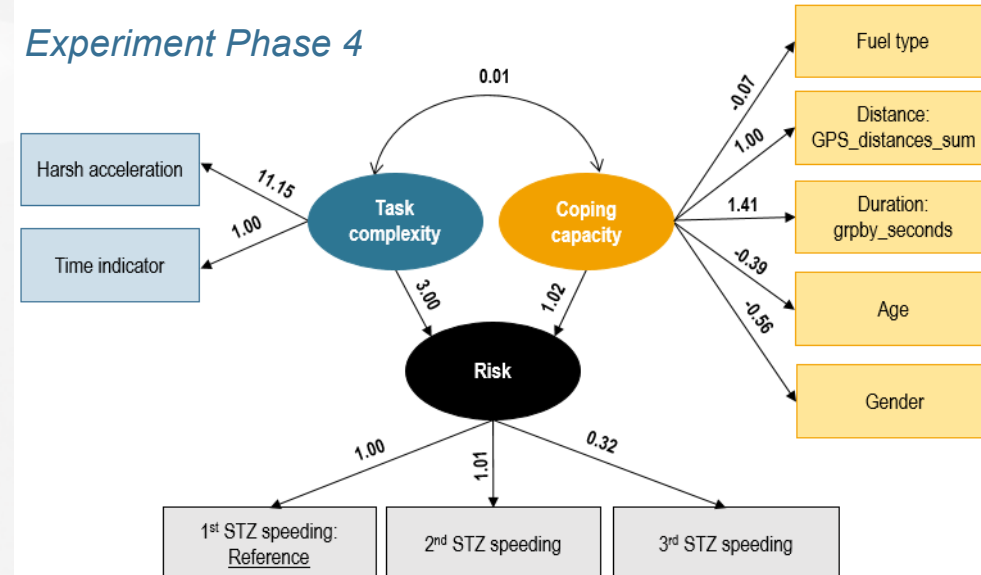 Experiment Phase 4
0.01
Fuel type
-0.07
Distance:
GPS_distances_sum
1.00
Harsh acceleration
11.15
Task
complexity
Coping
capacity
1.41
Duration:
grpby_seconds
1.00
Time indicator
-0.39
Age
3.00
1.02
-0.56
Risk
Gender
1.00
1.01
0.32
1st STZ speeding:
Reference
2nd STZ speeding
3rd STZ speeding